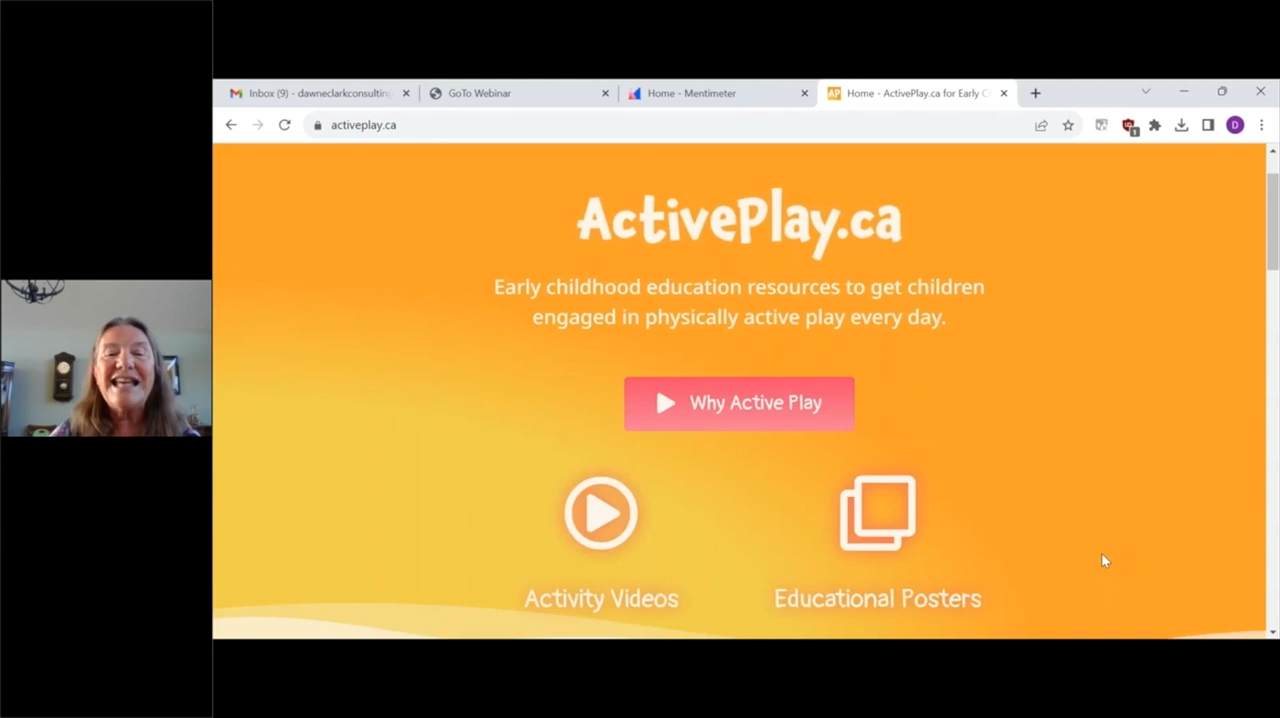 Inbox (9) - dawneclarkconsulting
GoTo Webinar
Home - Mentimeter
Home - ActivePlay.ca for Early C
activeplay.ca
1
D
ActivePlay.ca
Early childhood education resources to get children
engaged in physically active play every day.
Why Active Play
Activity Videos
Educational Posters